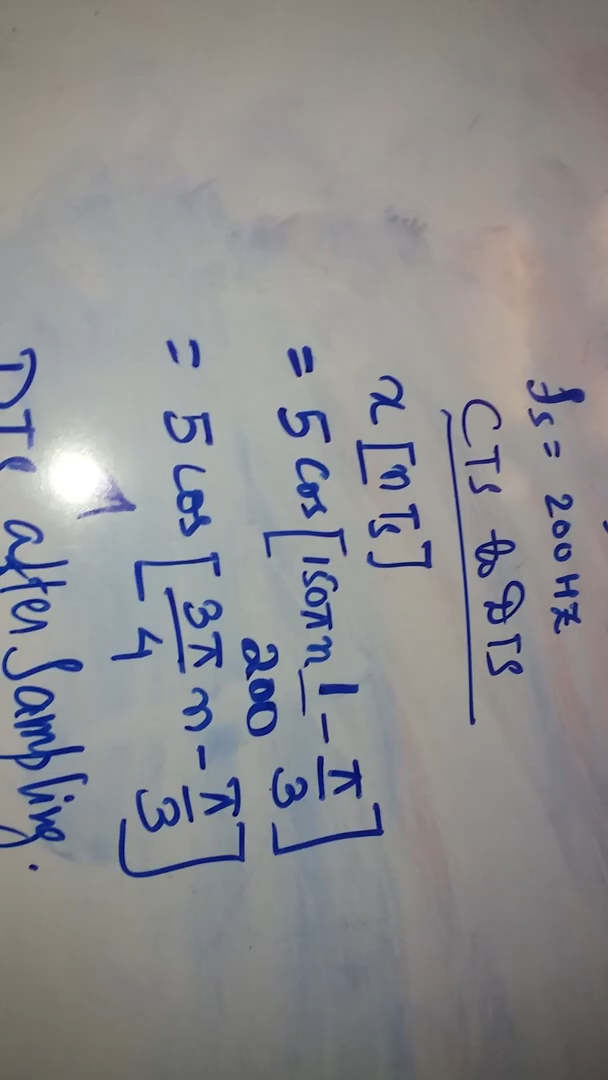 fs = 200 Hz
CTS to DTS
x[nTs]
= 5 cos[150πn 1/200 - π/3]
= 5 cos[3π/4 n - π/3]
DTS after Sampling.